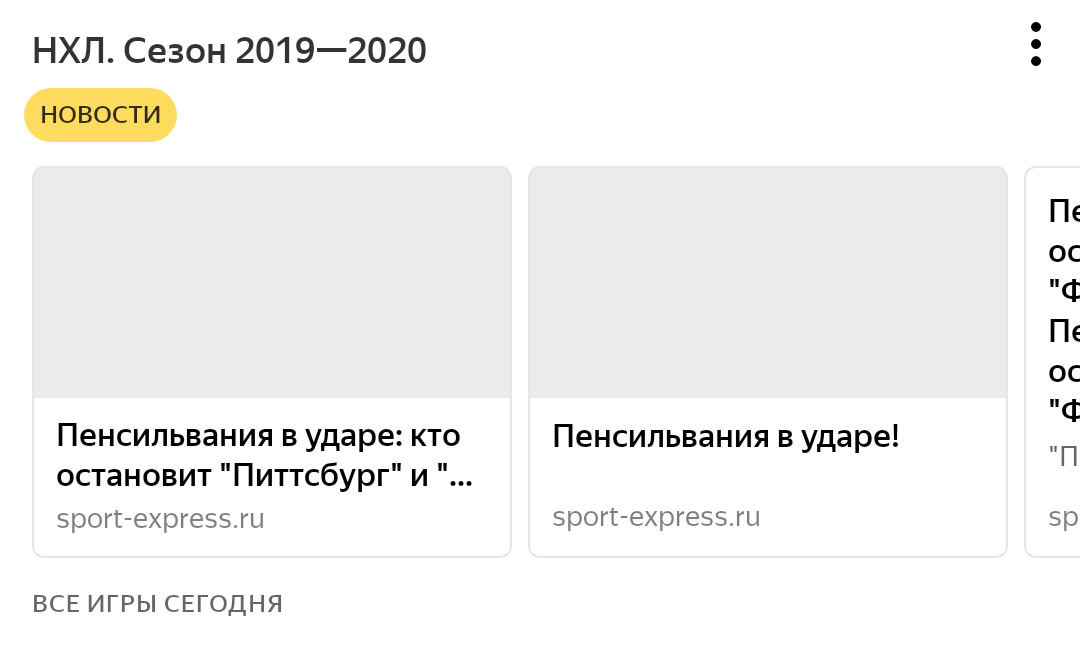 НХЛ. Сезон 2019—2020
НОВОСТИ
Пенсильвания в ударе: кто
остановит "Питтсбург" и "...
sport-express.ru
Пенсильвания в ударе!
sport-express.ru
ВСЕ ИГРЫ СЕГОДНЯ